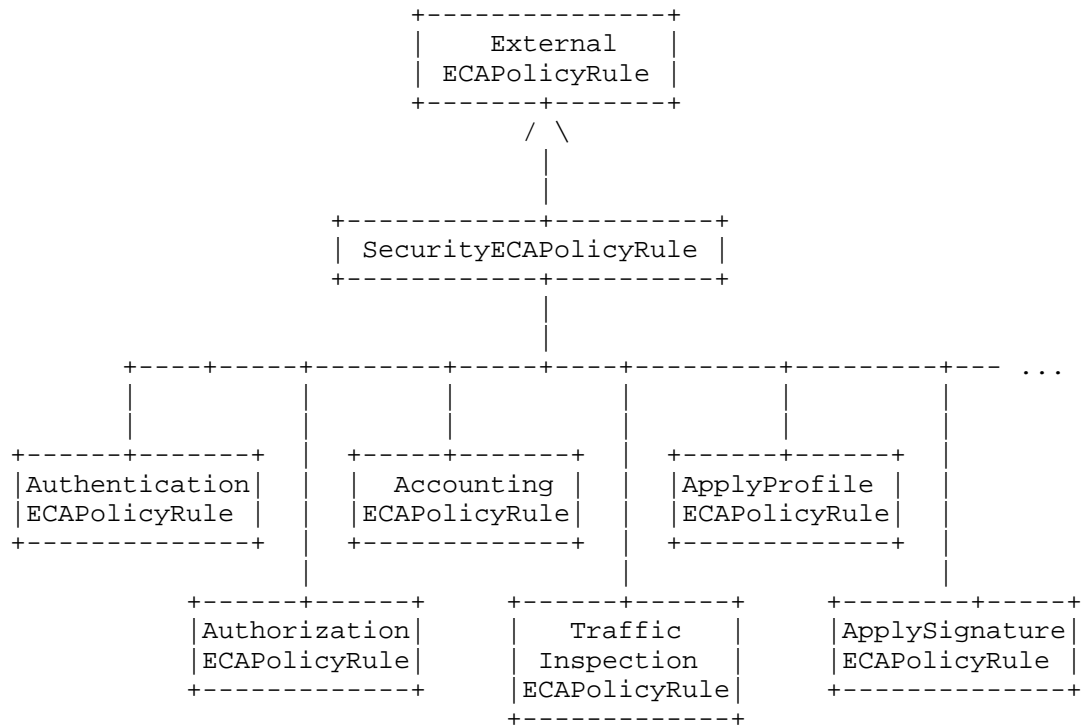 External
ECAPolicyRule
SecurityECAPolicyRule
...
Authentication
ECAPolicyRule
Accounting
ECAPolicyRule
ApplyProfile
ECAPolicyRule
Authorization
ECAPolicyRule
Traffic
Inspection
ECAPolicyRule
ApplySignature
ECAPolicyRule